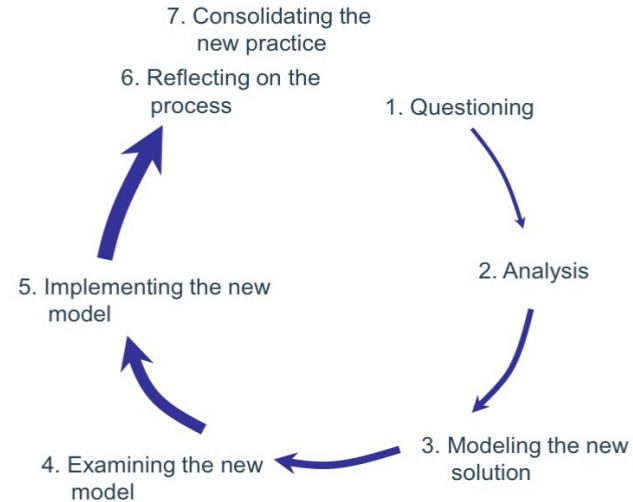 7. Consolidating the
new practice
6. Reflecting on the
process
1. Questioning
2. Analysis
5. Implementing the new
model
3. Modeling the new
solution
4. Examining the new
model